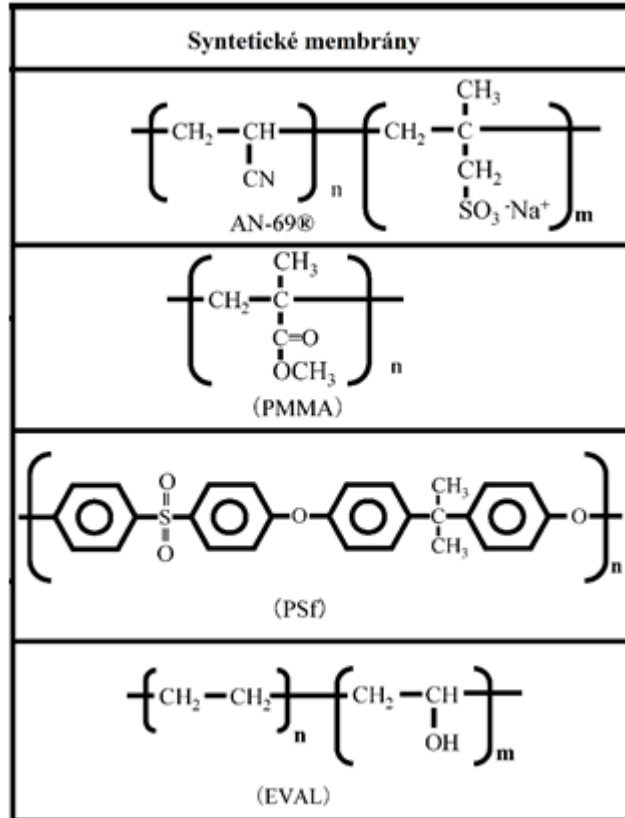 Syntetické membrány
CH₃
CH₂ CH CH₂ C
CN CH₂
n SO₃⁻Na⁺ m
AN-69®
CH₃
CH₂ C
C=O
OCH₃ n
(PMMA)
O CH₃
S O C O
O CH₃
n
(PSf)
CH₂ CH₂ CH₂ CH
n OH m
(EVAL)